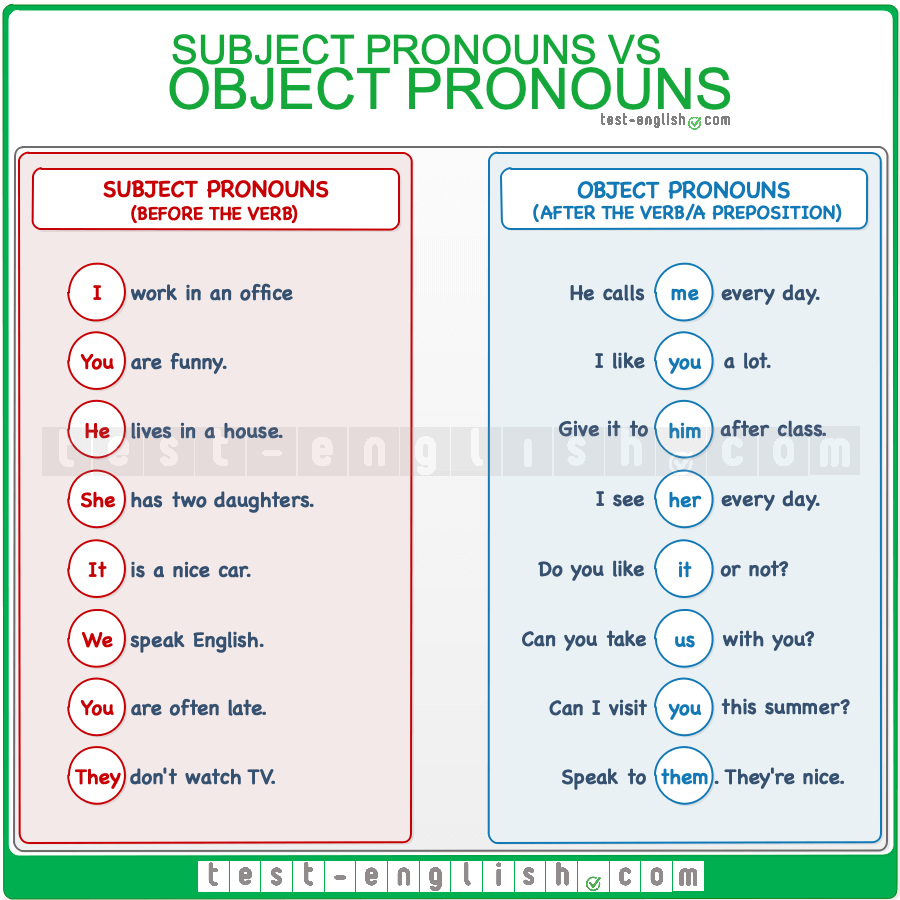 SUBJECT PRONOUNS VS
OBJECT PRONOUNS
test-english.com
SUBJECT PRONOUNS
(BEFORE THE VERB)
I work in an office
You are funny.
He lives in a house.
She has two daughters.
It is a nice car.
We speak English.
You are often late.
They don't watch TV.
OBJECT PRONOUNS
(AFTER THE VERB/A PREPOSITION)
He calls me every day.
I like you a lot.
Give it to him after class.
I see her every day.
Do you like it or not?
Can you take us with you?
Can I visit you this summer?
Speak to them. They're nice.
test-english.com
test-english.com